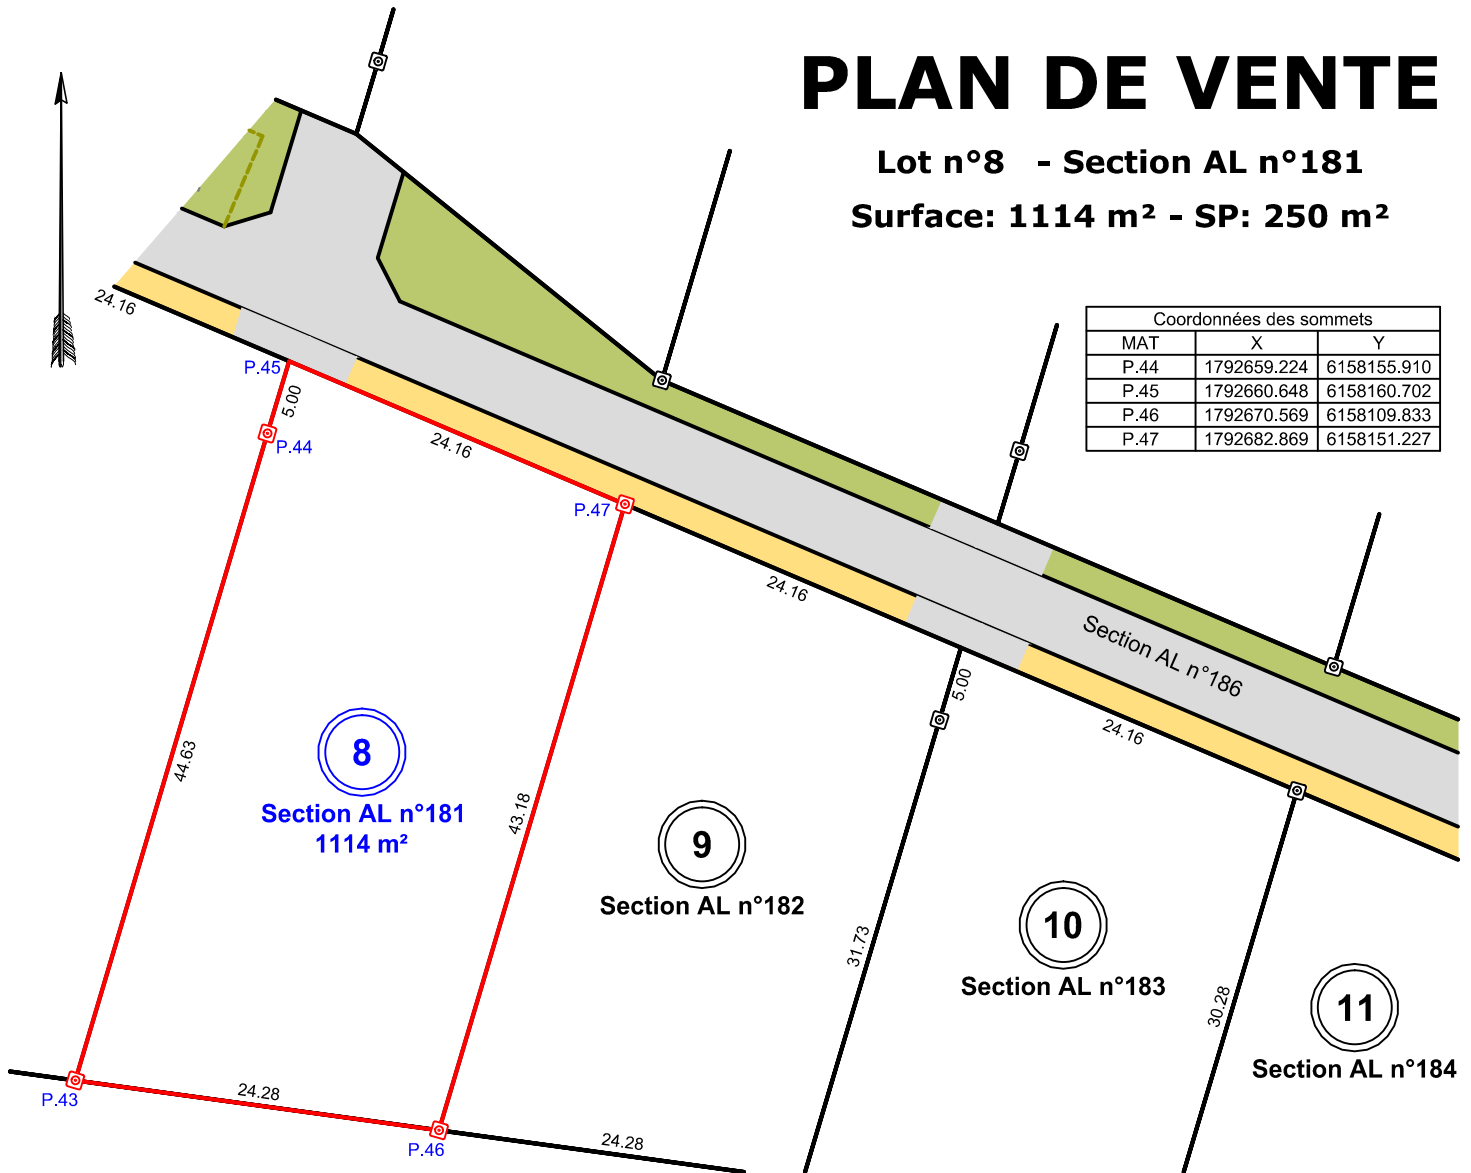 PLAN DE VENTE
Lot n°8 - Section AL n°181
Surface: 1114 m² - SP: 250 m²
Coordonnées des sommets
MAT X Y
P.44 1792659.224 6158155.910
P.45 1792660.648 6158160.702
P.46 1792670.569 6158109.833
P.47 1792682.869 6158151.227
24.16
P.45
5.00
P.44
24.16
P.47
24.16
Section AL n°186
5.00
24.16
44.63
8
Section AL n°181
1114 m²
43.18
9
Section AL n°182
31.73
10
Section AL n°183
30.28
11
Section AL n°184
P.43
24.28
P.46
24.28